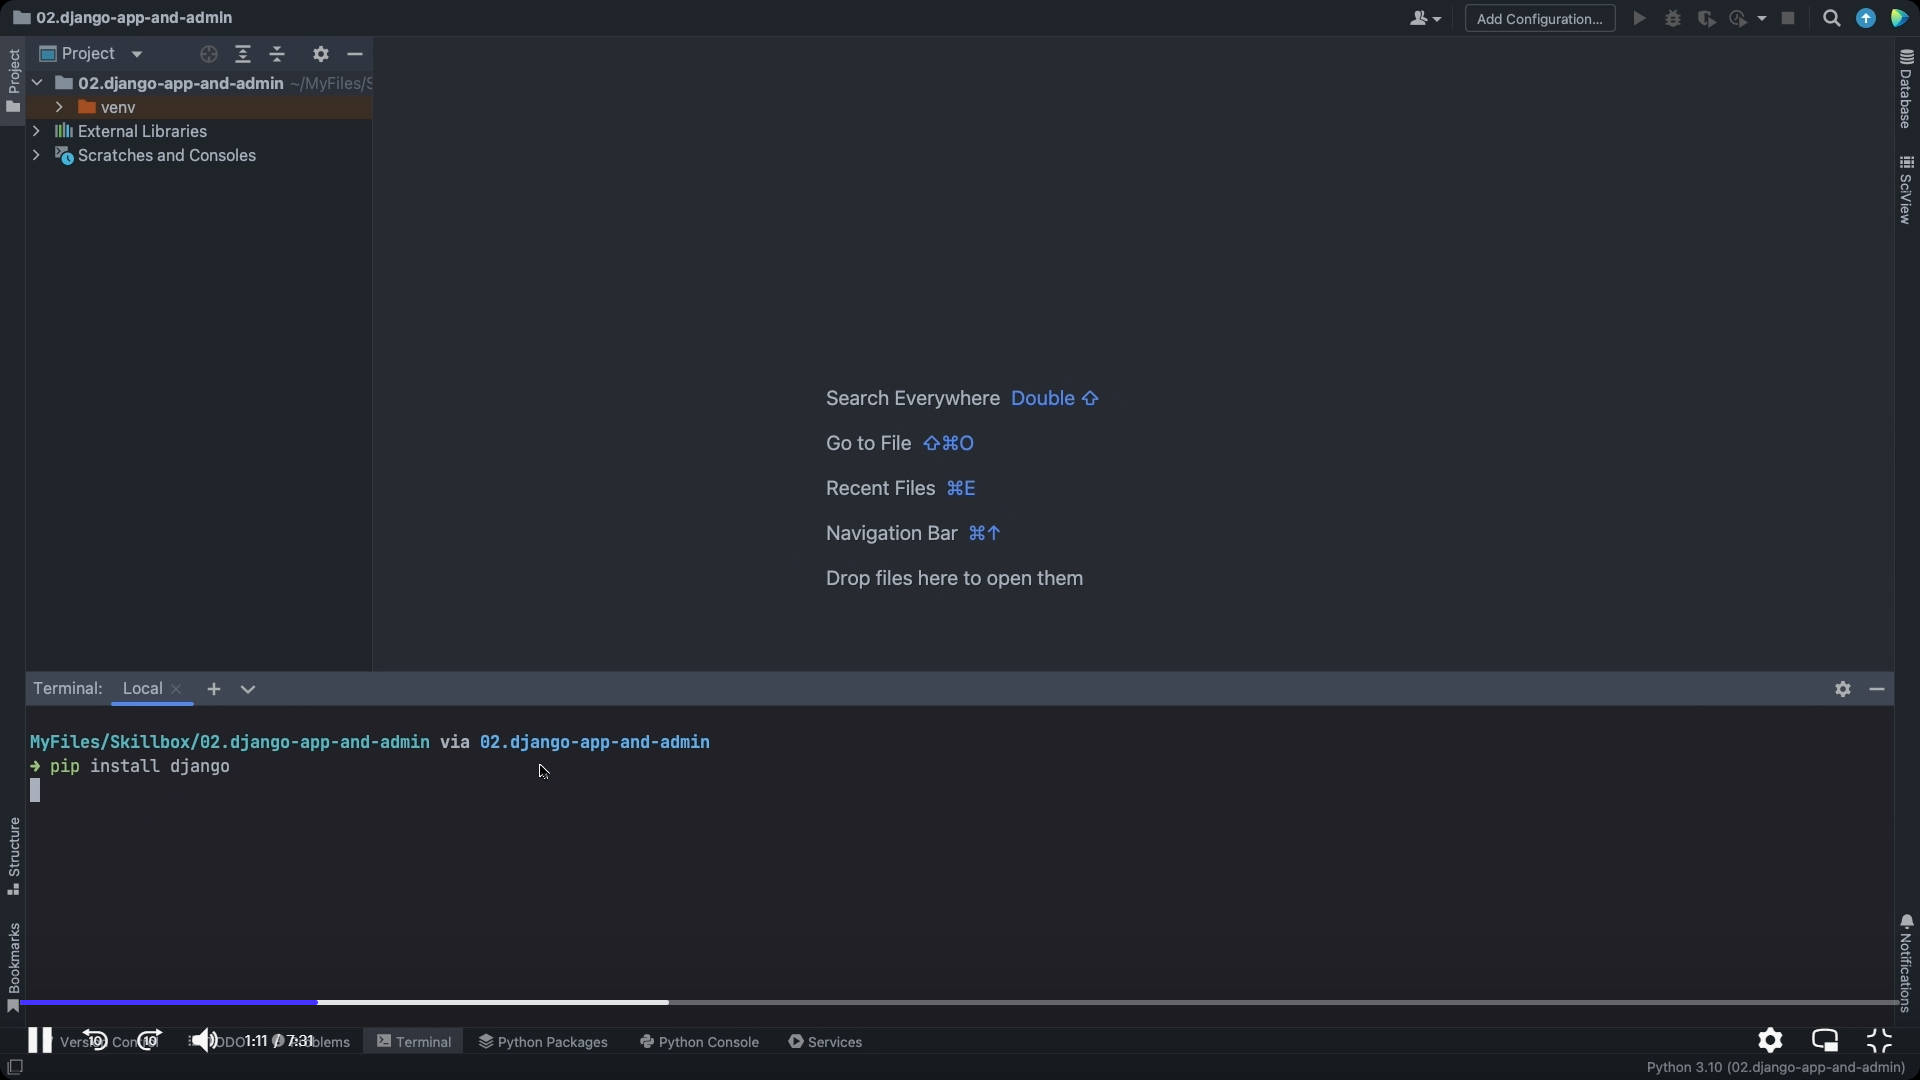 02.django-app-and-admin
Add Configuration...
Project
Project
02.django-app-and-admin ~/MyFiles/S
venv
External Libraries
Scratches and Consoles
Database
SciView
Search Everywhere Double ⇧
Go to File ⇧⌘O
Recent Files ⌘E
Navigation Bar ⌘↑
Drop files here to open them
Terminal: Local
MyFiles/Skillbox/02.django-app-and-admin via 02.django-app-and-admin
→ pip install django
Structure
Bookmarks
Notifications
10 10 1:11 / 7:31
Terminal
Python Packages
Python Console
Services
Python 3.10 (02.django-app-and-admin)